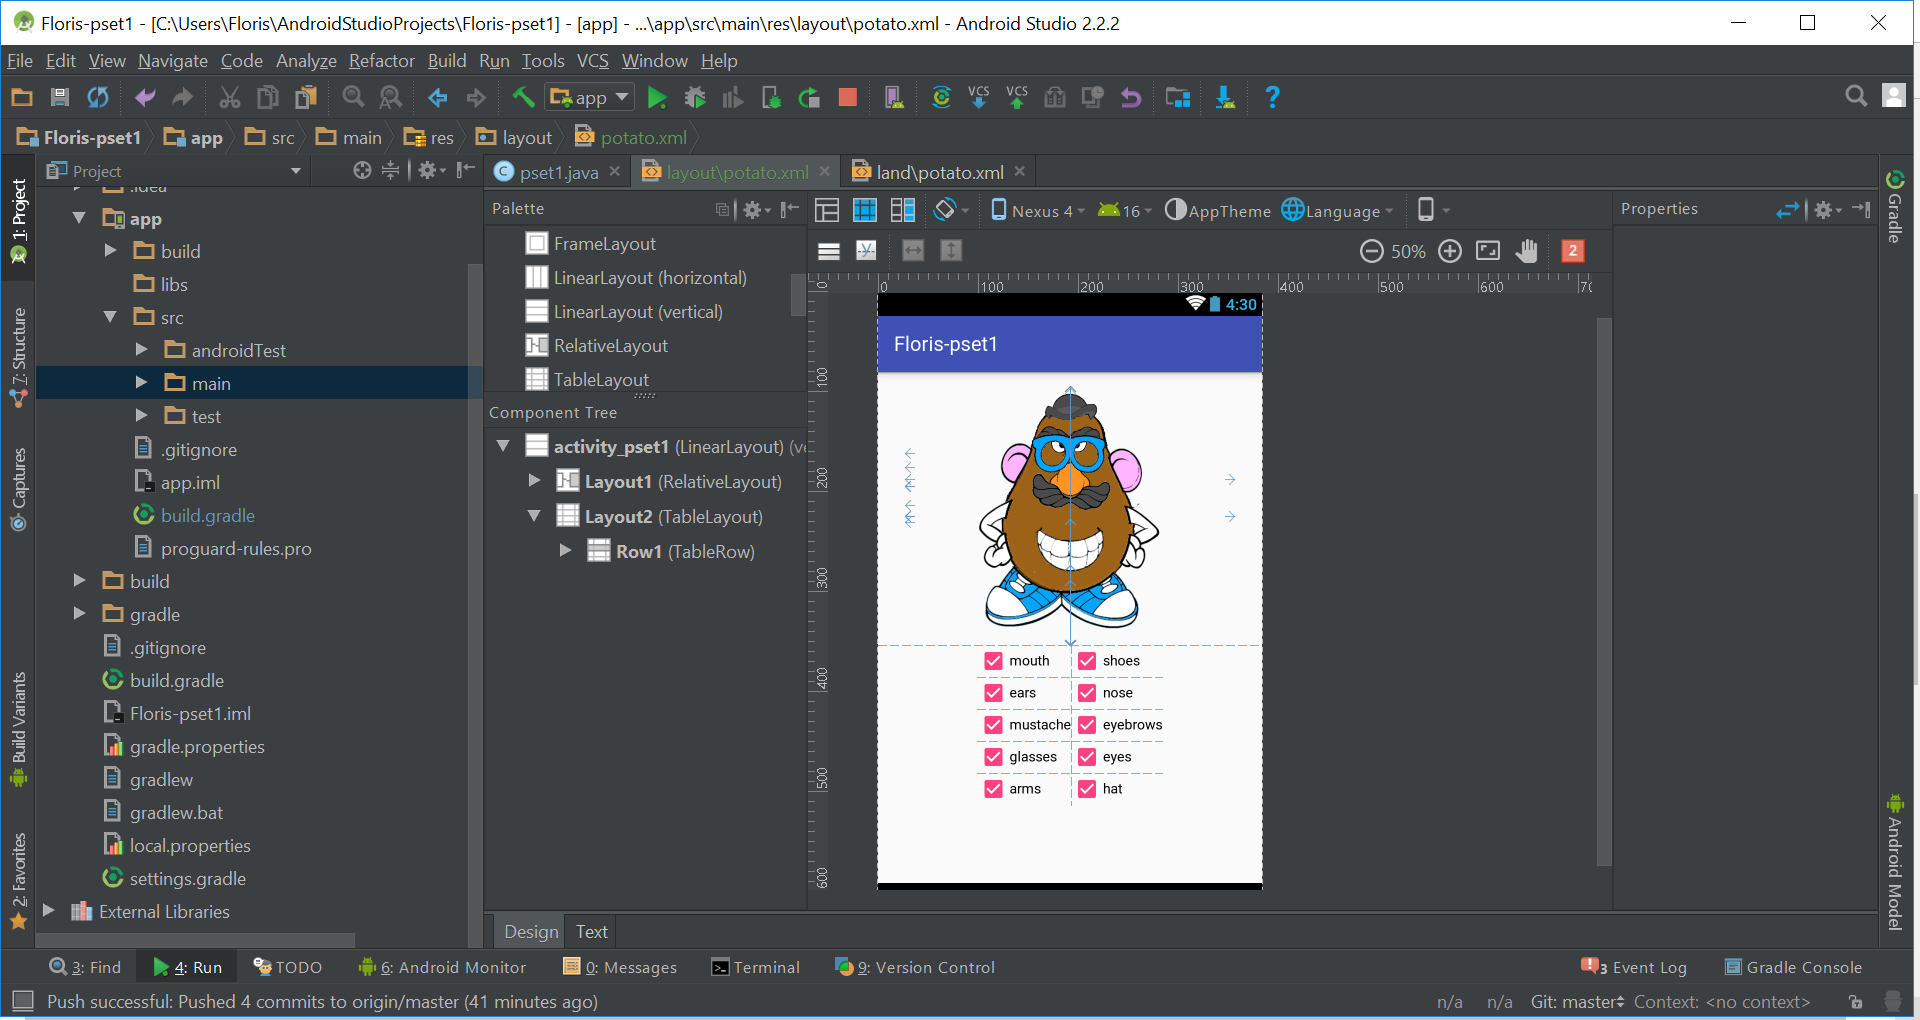 Floris-pset1 - [C:\Users\Floris\AndroidStudioProjects\Floris-pset1] - [app] - ...\app\src\main\res\layout\potato.xml - Android Studio 2.2.2
File Edit View Navigate Code Analyze Refactor Build Run Tools VCS Window Help
app VCS VCS ?
Floris-pset1 app src main res layout potato.xml
1: Project
7: Structure
Captures
Build Variants
2: Favorites
Project
.idea
app
build
libs
src
androidTest
main
test
.gitignore
app.iml
build.gradle
proguard-rules.pro
build
gradle
.gitignore
build.gradle
Floris-pset1.iml
gradle.properties
gradlew
gradlew.bat
local.properties
settings.gradle
External Libraries
pset1.java layout\potato.xml land\potato.xml
Palette
FrameLayout
LinearLayout (horizontal)
LinearLayout (vertical)
RelativeLayout
TableLayout
Component Tree
activity_pset1 (LinearLayout) (ve
Layout1 (RelativeLayout)
Layout2 (TableLayout)
Row1 (TableRow)
Nexus 4 16 AppTheme Language
50% 2
0 100 200 300 400 500 600 70
0
100
200
300
400
500
600
4:30
Floris-pset1
mouth shoes
ears nose
mustache eyebrows
glasses eyes
arms hat
Properties
Gradle
Android Model
Design Text
3: Find 4: Run TODO 6: Android Monitor 0: Messages Terminal 9: Version Control 3 Event Log Gradle Console
Push successful: Pushed 4 commits to origin/master (41 minutes ago) n/a n/a Git: master Context: <no context>